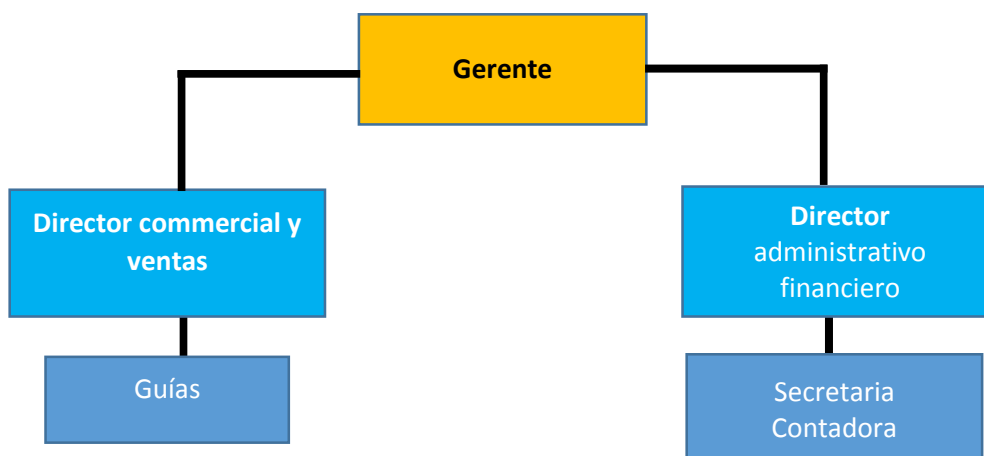 Gerente
Director commercial y
ventas
Director
administrativo
financiero
Guías
Secretaria
Contadora